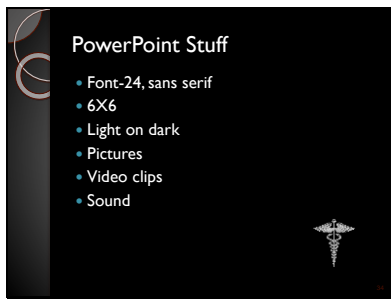 PowerPoint Stuff
Font-24, sans serif
6X6
Light on dark
Pictures
Video clips
Sound